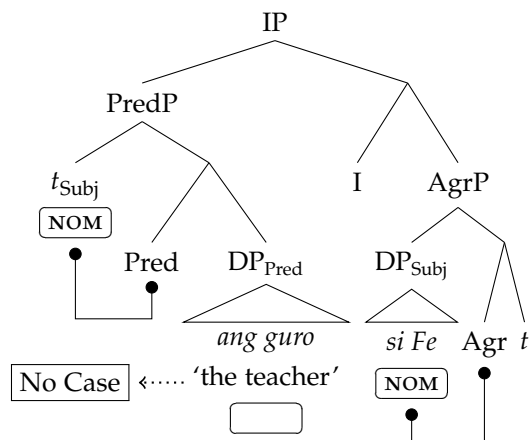 IP
PredP
t_Subj I AgrP
NOM
Pred DP_Pred DP_Subj
ang guro si Fe Agr t
No Case 'the teacher' NOM